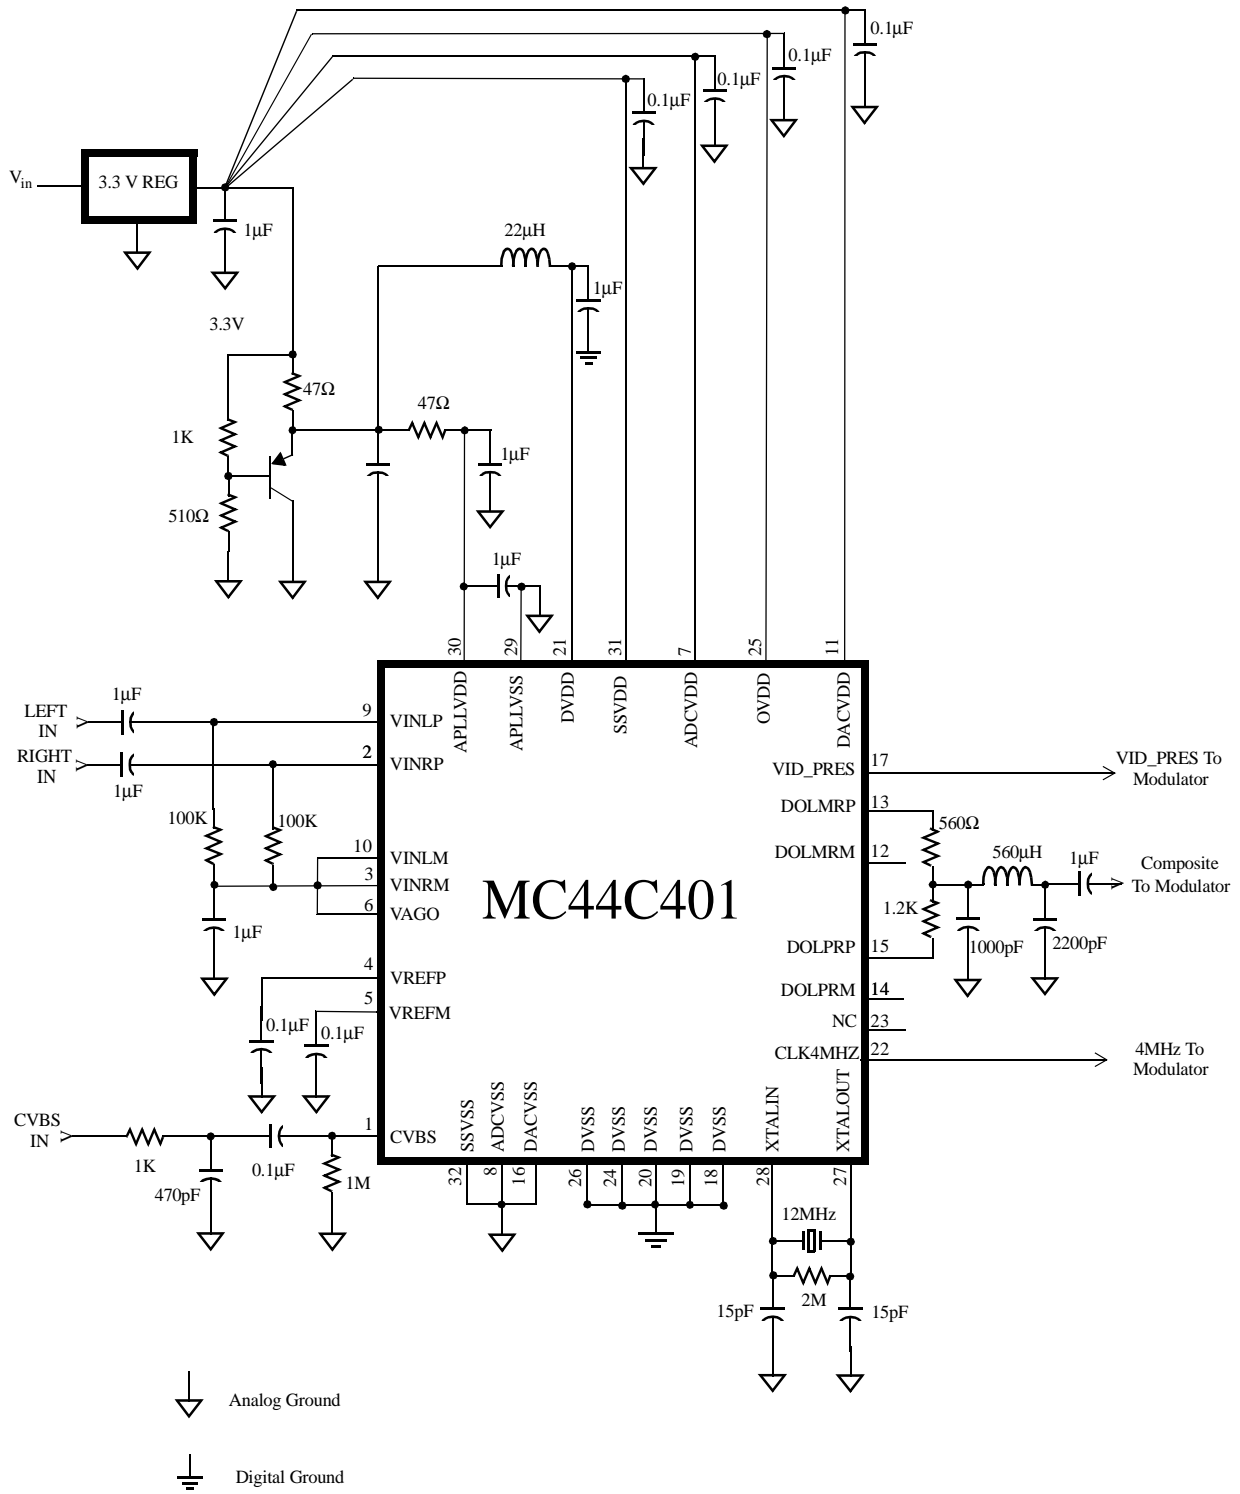 0.1µF
0.1µF
0.1µF
0.1µF
Vin
3.3 V REG
1µF
22µH
1µF
3.3V
47Ω
47Ω
1K
1µF
510Ω
1µF
30
29
21
31
7
25
11
APLLVDD
APLLVSS
DVDD
SSVDD
ADCVDD
OVDD
DACVDD
LEFT
IN
1µF
9
VINLP
RIGHT
IN
1µF
2
VINRP
100K
100K
10
VINLM
3
VINRM
6
VAGO
1µF
4
VREFP
5
VREFM
0.1µF
0.1µF
CVBS
IN
1K
470pF
0.1µF
1M
1
CVBS
MC44C401
VID_PRES
17
VID_PRES To
Modulator
DOLMRP
13
560Ω
DOLMRM
12
560µH
1µF
Composite
To Modulator
1.2K
1000pF
2200pF
DOLPRP
15
DOLPRM
14
NC
23
CLK4MHZ
22
4MHz To
Modulator
SSVSS
ADCVSS
DACVSS
DVSS
DVSS
DVSS
DVSS
DVSS
XTALIN
XTALOUT
32
8
16
26
24
20
19
18
28
27
12MHz
2M
15pF
15pF
Analog Ground
Digital Ground